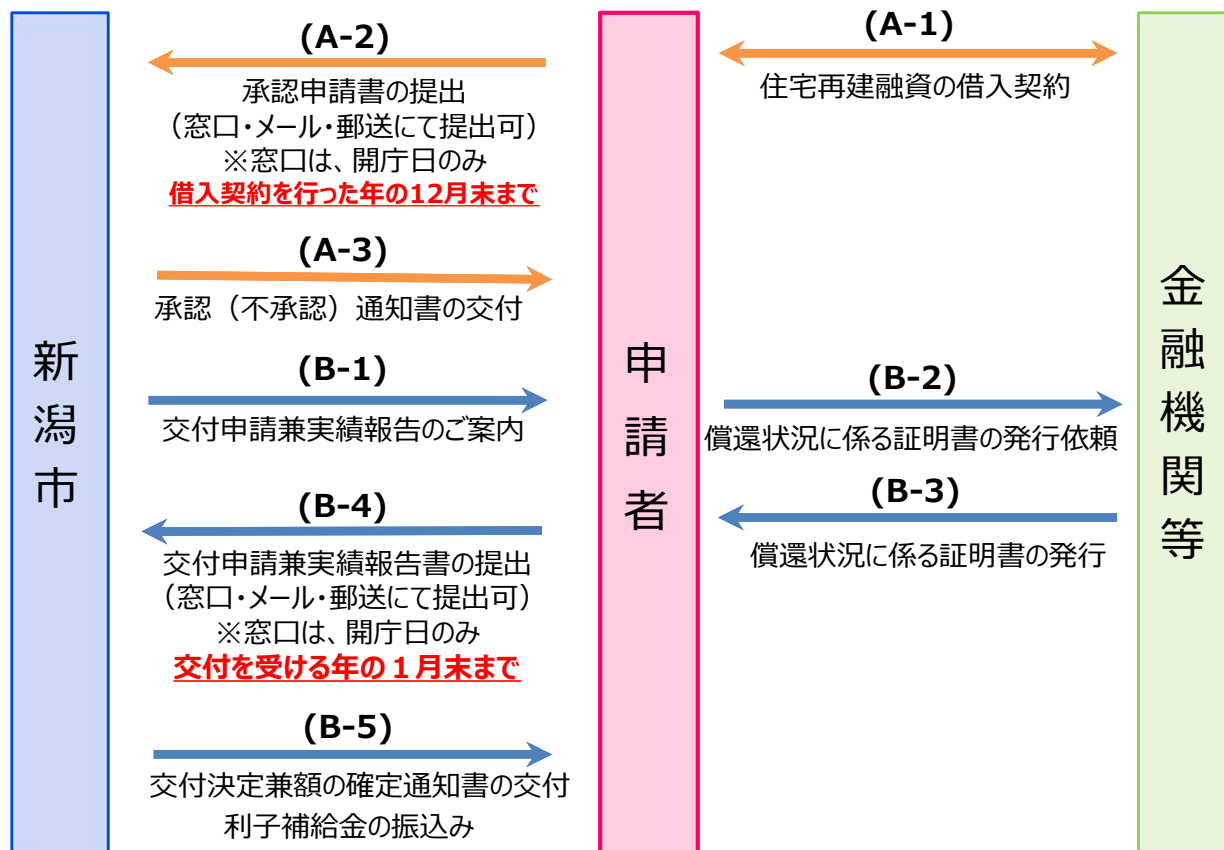 新潟市
申請者
金融機関等
(A-1)
住宅再建融資の借入契約
(A-2)
承認申請書の提出
（窓口・メール・郵送にて提出可）
※窓口は、開庁日のみ
借入契約を行った年の12月末まで
(A-3)
承認（不承認）通知書の交付
(B-1)
交付申請兼実績報告のご案内
(B-2)
償還状況に係る証明書の発行依頼
(B-3)
償還状況に係る証明書の発行
(B-4)
交付申請兼実績報告書の提出
（窓口・メール・郵送にて提出可）
※窓口は、開庁日のみ
交付を受ける年の１月末まで
(B-5)
交付決定兼額の確定通知書の交付
利子補給金の振込み